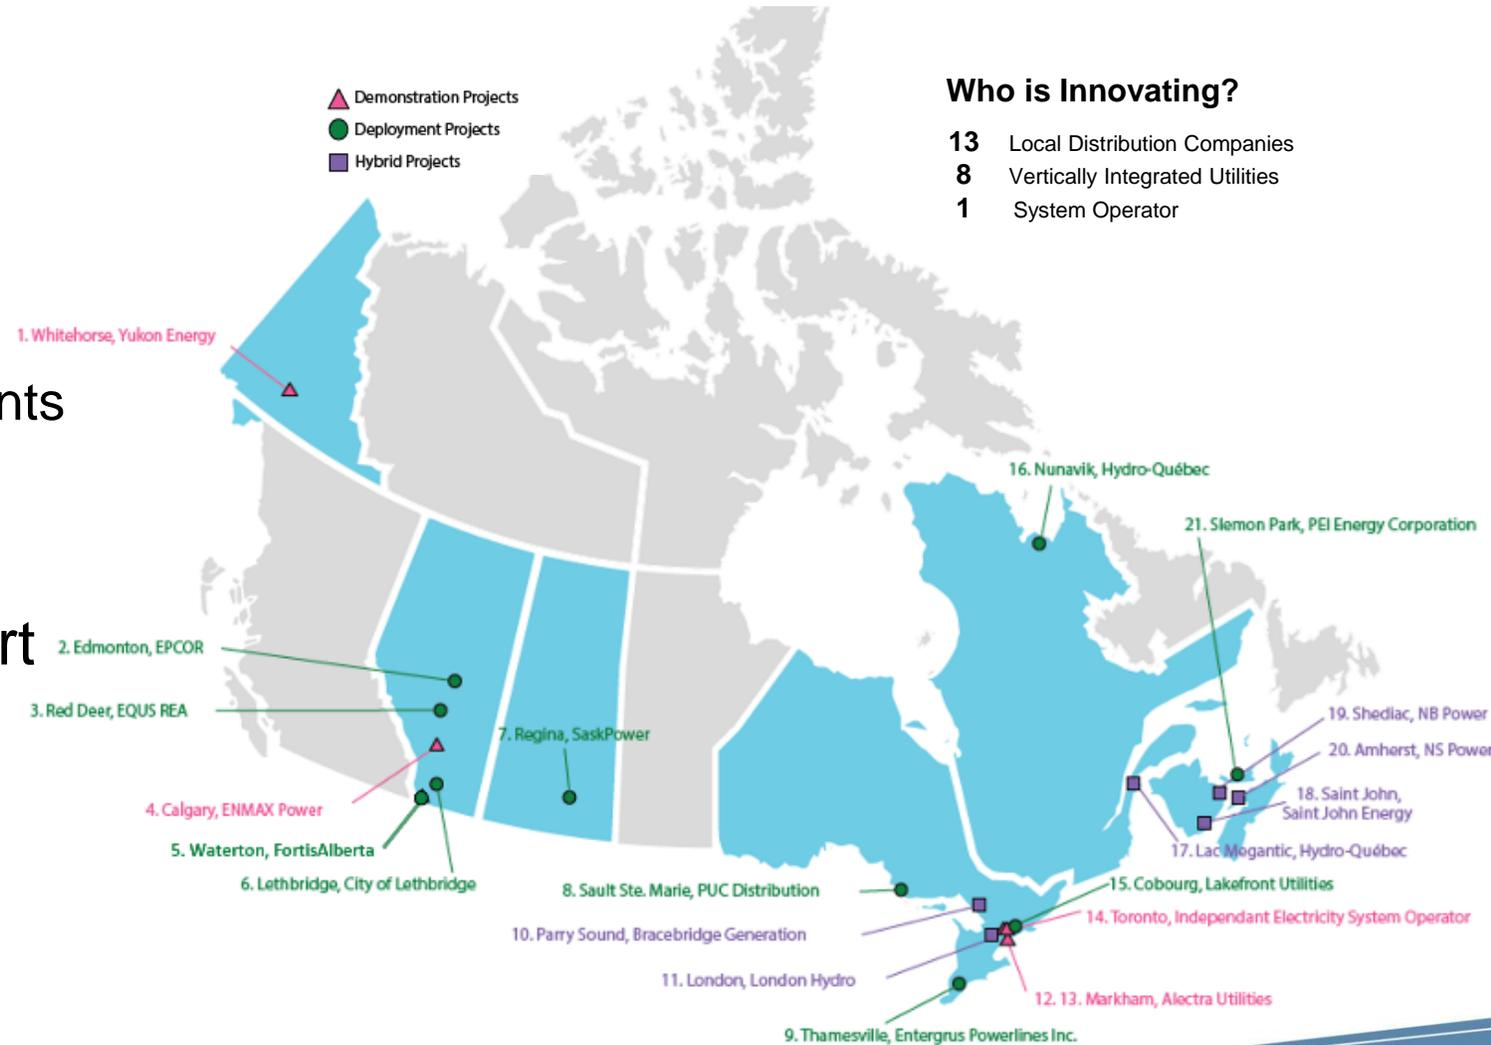 Demonstration Projects
Deployment Projects
Hybrid Projects
Who is Innovating?
13 Local Distribution Companies
8 Vertically Integrated Utilities
1 System Operator
1. Whitehorse, Yukon Energy
nts
rt
2. Edmonton, EPCOR
3. Red Deer, EQUS REA
4. Calgary, ENMAX Power
5. Waterton, FortisAlberta
6. Lethbridge, City of Lethbridge
7. Regina, SaskPower
8. Sault Ste. Marie, PUC Distribution
10. Parry Sound, Bracebridge Generation
11. London, London Hydro
9. Thamesville, Entergrus Powerlines Inc.
12. 13. Markham, Alectra Utilities
14. Toronto, Independant Electricity System Operator
15. Cobourg, Lakefront Utilities
16. Nunavik, Hydro-Québec
21. Slemon Park, PEI Energy Corporation
19. Shediac, NB Power
20. Amherst, NS Power
18. Saint John,
Saint John Energy
17. Lac Megantic, Hydro-Québec